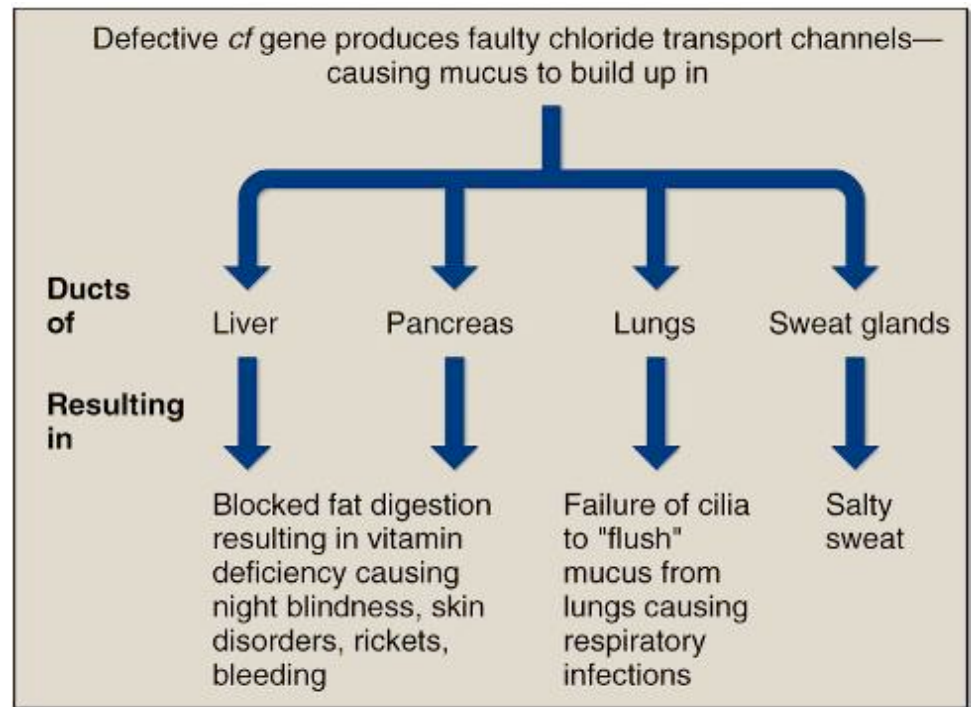 Defective cf gene produces faulty chloride transport channels—
causing mucus to build up in
Ducts
of
Liver
Pancreas
Lungs
Sweat glands
Resulting
in
Blocked fat digestion
resulting in vitamin
deficiency causing
night blindness, skin
disorders, rickets,
bleeding
Failure of cilia
to "flush"
mucus from
lungs causing
respiratory
infections
Salty
sweat